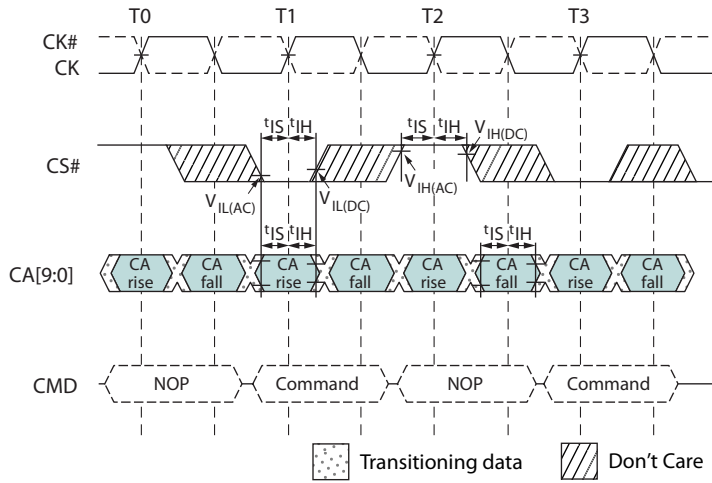 T0 T1 T2 T3
CK#
CK
tIS tIH tIS tIH VIH(DC)
CS#
VIL(AC) VIL(DC) VIH(AC)
tIS tIH tIS tIH
CA[9:0] CA rise CA fall CA rise CA fall CA rise CA fall CA rise CA fall
CMD NOP Command NOP Command
Transitioning data Don't Care